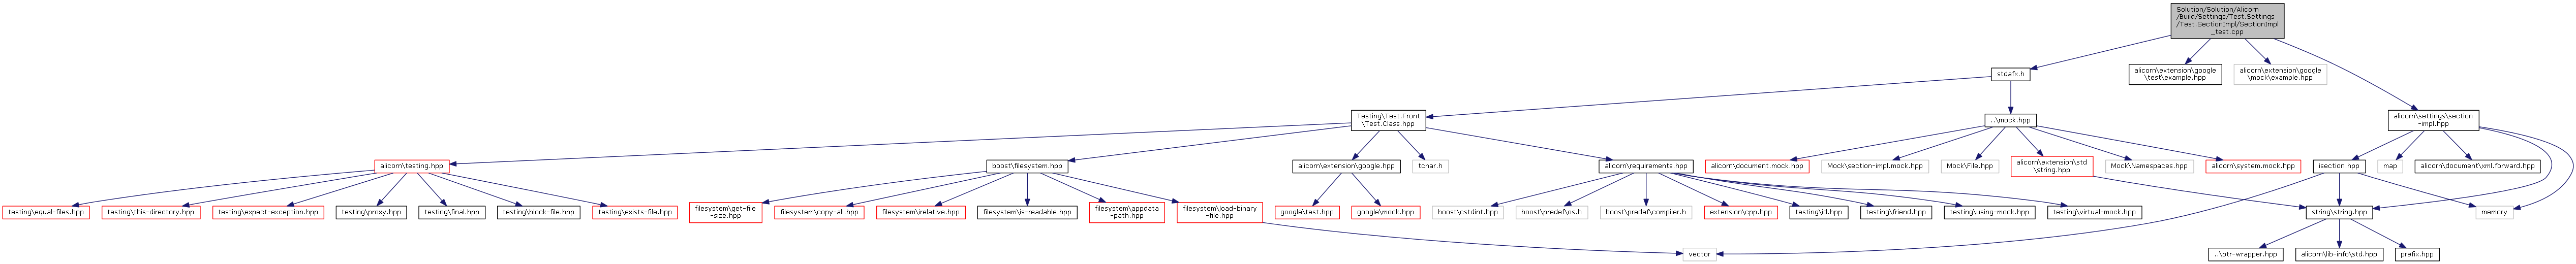 Solution/Solution/Alicorn
/Build/Settings/Test.Settings
/Test.SectionImpl/SectionImpl
_test.cpp
stdafx.h
alicorn\extension\google
\test\example.hpp
alicorn\extension\google
\mock\example.hpp
Testing\Test.Front
\Test.Class.hpp
..\mock.hpp
alicorn\settings\section
-impl.hpp
alicorn\testing.hpp
boost\filesystem.hpp
alicorn\extension\google.hpp
tchar.h
alicorn\requirements.hpp
alicorn\document.mock.hpp
Mock\section-impl.mock.hpp
Mock\File.hpp
alicorn\extension\std
\string.hpp
Mock\Namespaces.hpp
alicorn\system.mock.hpp
isection.hpp
map
alicorn\document\xml.forward.hpp
testing\equal-files.hpp
testing\this-directory.hpp
testing\expect-exception.hpp
testing\proxy.hpp
testing\final.hpp
testing\block-file.hpp
testing\exists-file.hpp
filesystem\get-file
-size.hpp
filesystem\copy-all.hpp
filesystem\relative.hpp
filesystem\is-readable.hpp
filesystem\appdata
-path.hpp
filesystem\load-binary
-file.hpp
google\test.hpp
google\mock.hpp
boost\cstdint.hpp
boost\predef\os.h
boost\predef\compiler.h
extension\cpp.hpp
testing\id.hpp
testing\friend.hpp
testing\using-mock.hpp
testing\virtual-mock.hpp
string\string.hpp
memory
vector
..\ptr-wrapper.hpp
alicorn\lib-info\std.hpp
prefix.hpp